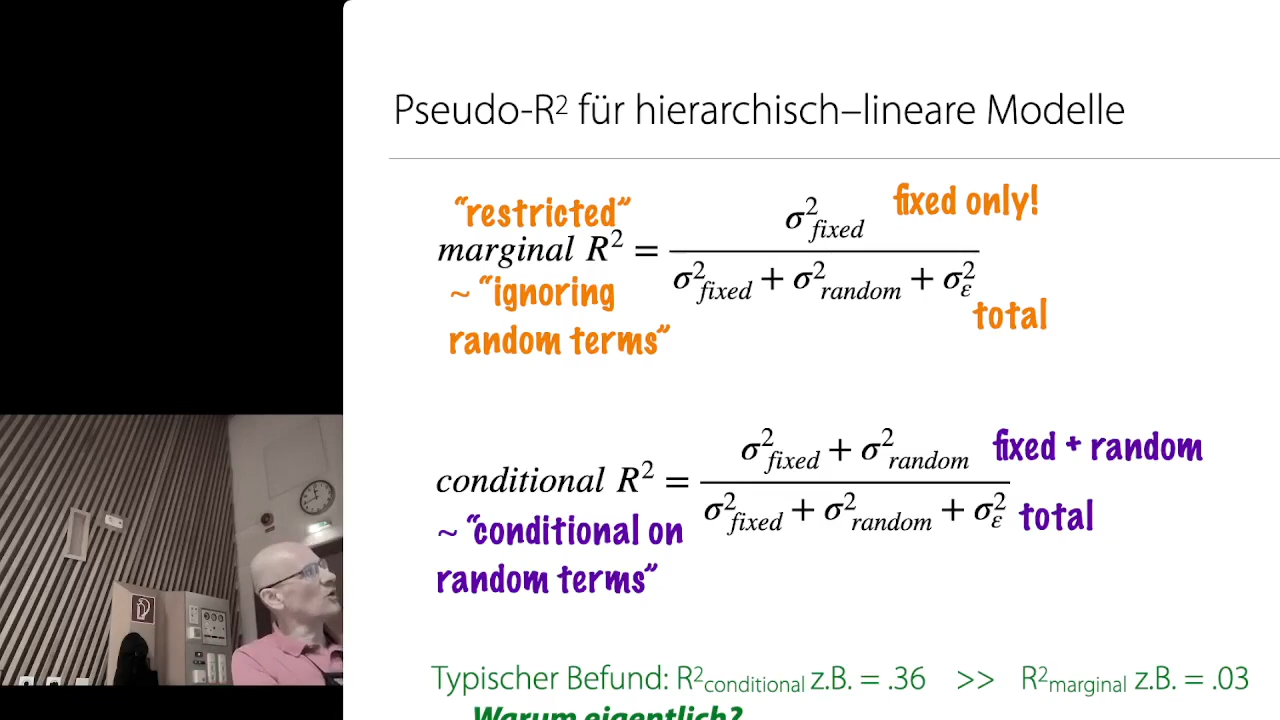 Pseudo-R² für hierarchisch–lineare Modelle
“restricted”
marginal R² = σ²fixed / (σ²fixed + σ²random + σ²ε)
fixed only!
~ “ignoring
random terms”
total
conditional R² = (σ²fixed + σ²random) / (σ²fixed + σ²random + σ²ε)
fixed + random
~ “conditional on
random terms”
total
Typischer Befund: R²conditional z.B. = .36 >> R²marginal z.B. = .03
Warum eigentlich?